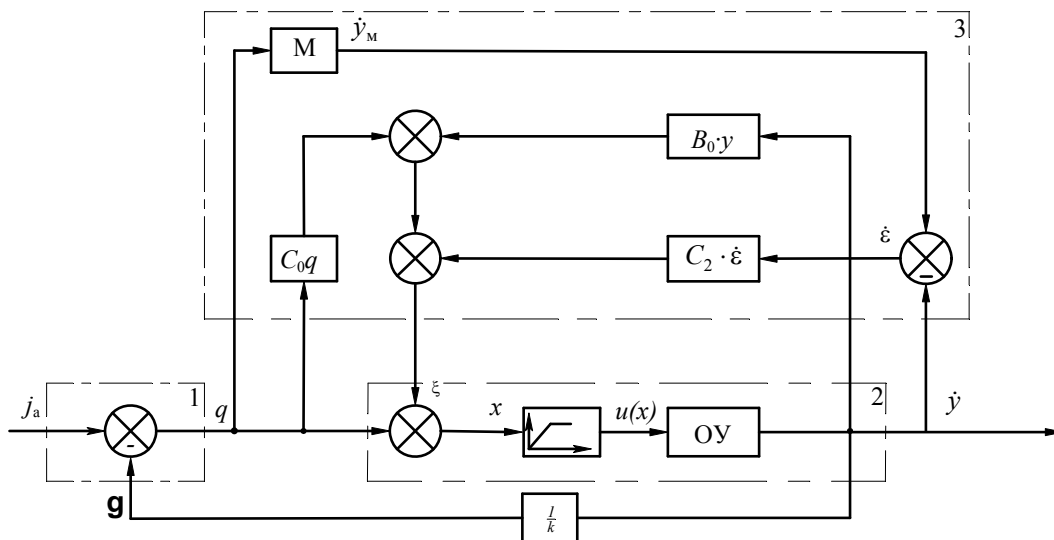 M
ẏм
3
B₀·y
C₀q
C₂ · ε̇
ε̇
–
jₐ
1
q
ξ
x
u(x)
ОУ
2
ẏ
-
g
1/k